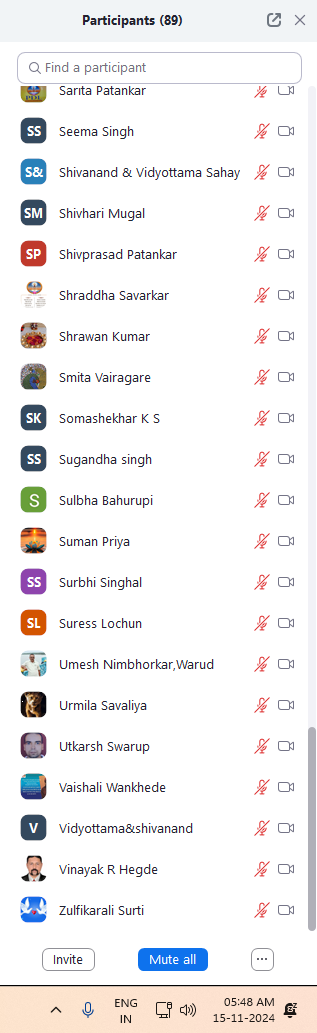 Participants (89)
Find a participant
Sarita Patankar
SS Seema Singh
S& Shivanand & Vidyottama Sahay
SM Shivhari Mugal
SP Shivprasad Patankar
Shraddha Savarkar
Shrawan Kumar
Smita Vairagare
SK Somashekhar K S
SS Sugandha singh
S Sulbha Bahurupi
Suman Priya
SS Surbhi Singhal
SL Suress Lochun
Umesh Nimbhorkar,Warud
Urmila Savaliya
Utkarsh Swarup
Vaishali Wankhede
V Vidyottama&shivanand
Vinayak R Hegde
Zulfikarali Surti
Invite Mute all ...
ENG 05:48 AM
IN 15-11-2024